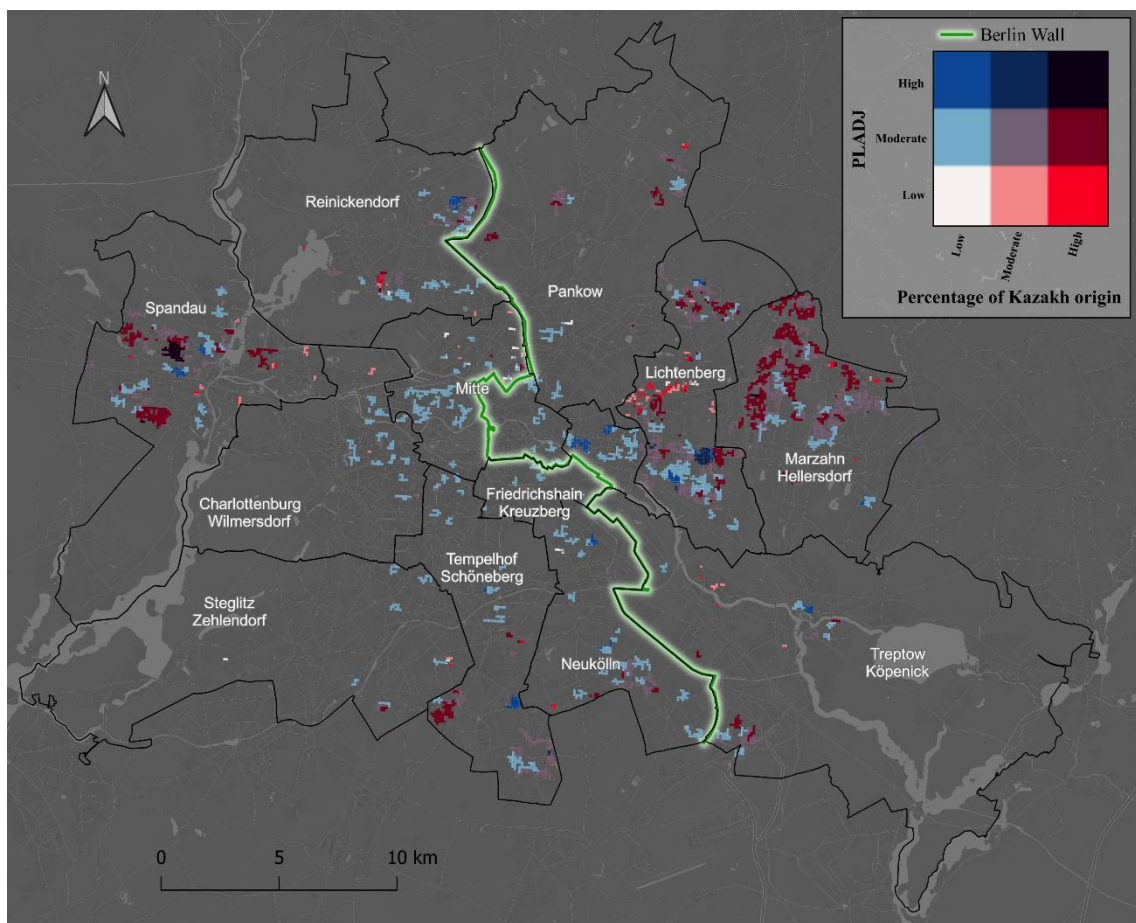 Berlin Wall
High
Moderate
Low
PLADJ
Low
Moderate
High
Percentage of Kazakh origin
N
Reinickendorf
Pankow
Spandau
Lichtenberg
Mitte
Marzahn
Hellersdorf
Charlottenburg
Wilmersdorf
Friedrichshain
Kreuzberg
Tempelhof
Schöneberg
Steglitz
Zehlendorf
Neukölln
Treptow
Köpenick
0 5 10 km